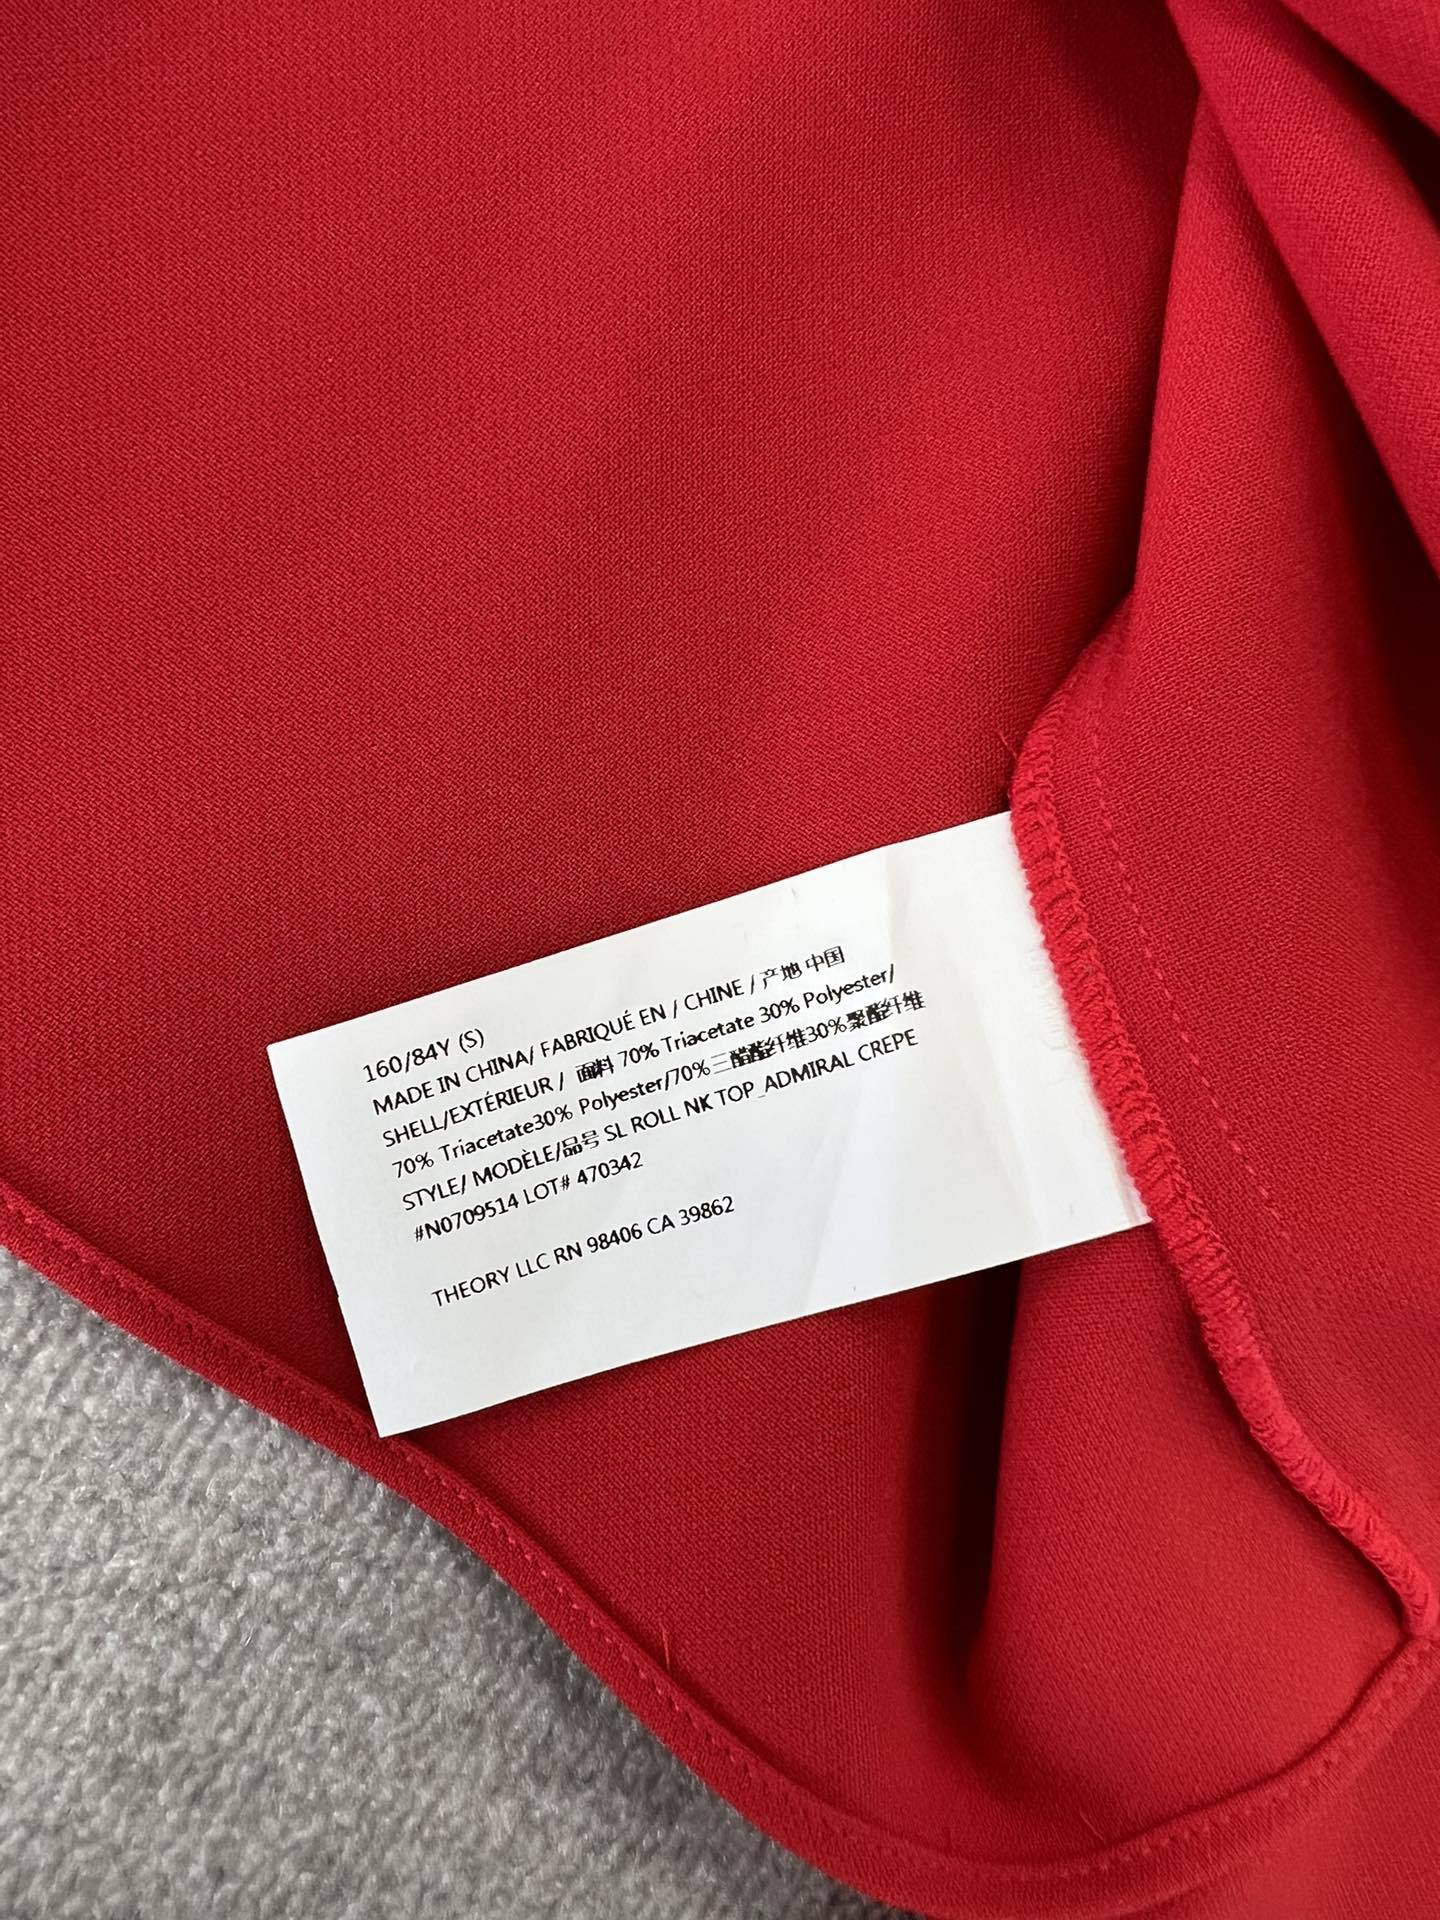 160/84Y (S)
MADE IN CHINA/ FABRIQUÉ EN / CHINE / 产地 中国
SHELL/EXTÉRIEUR / 面料 70% Triacetate 30% Polyester/
70% Triacetate30% Polyester/70%三醋酯纤维30%聚酯纤维
STYLE/ MODÈLE/品号 SL ROLL NK TOP_ADMIRAL CREPE
#N0709514 LOT# 470342
THEORY LLC RN 98406 CA 39862